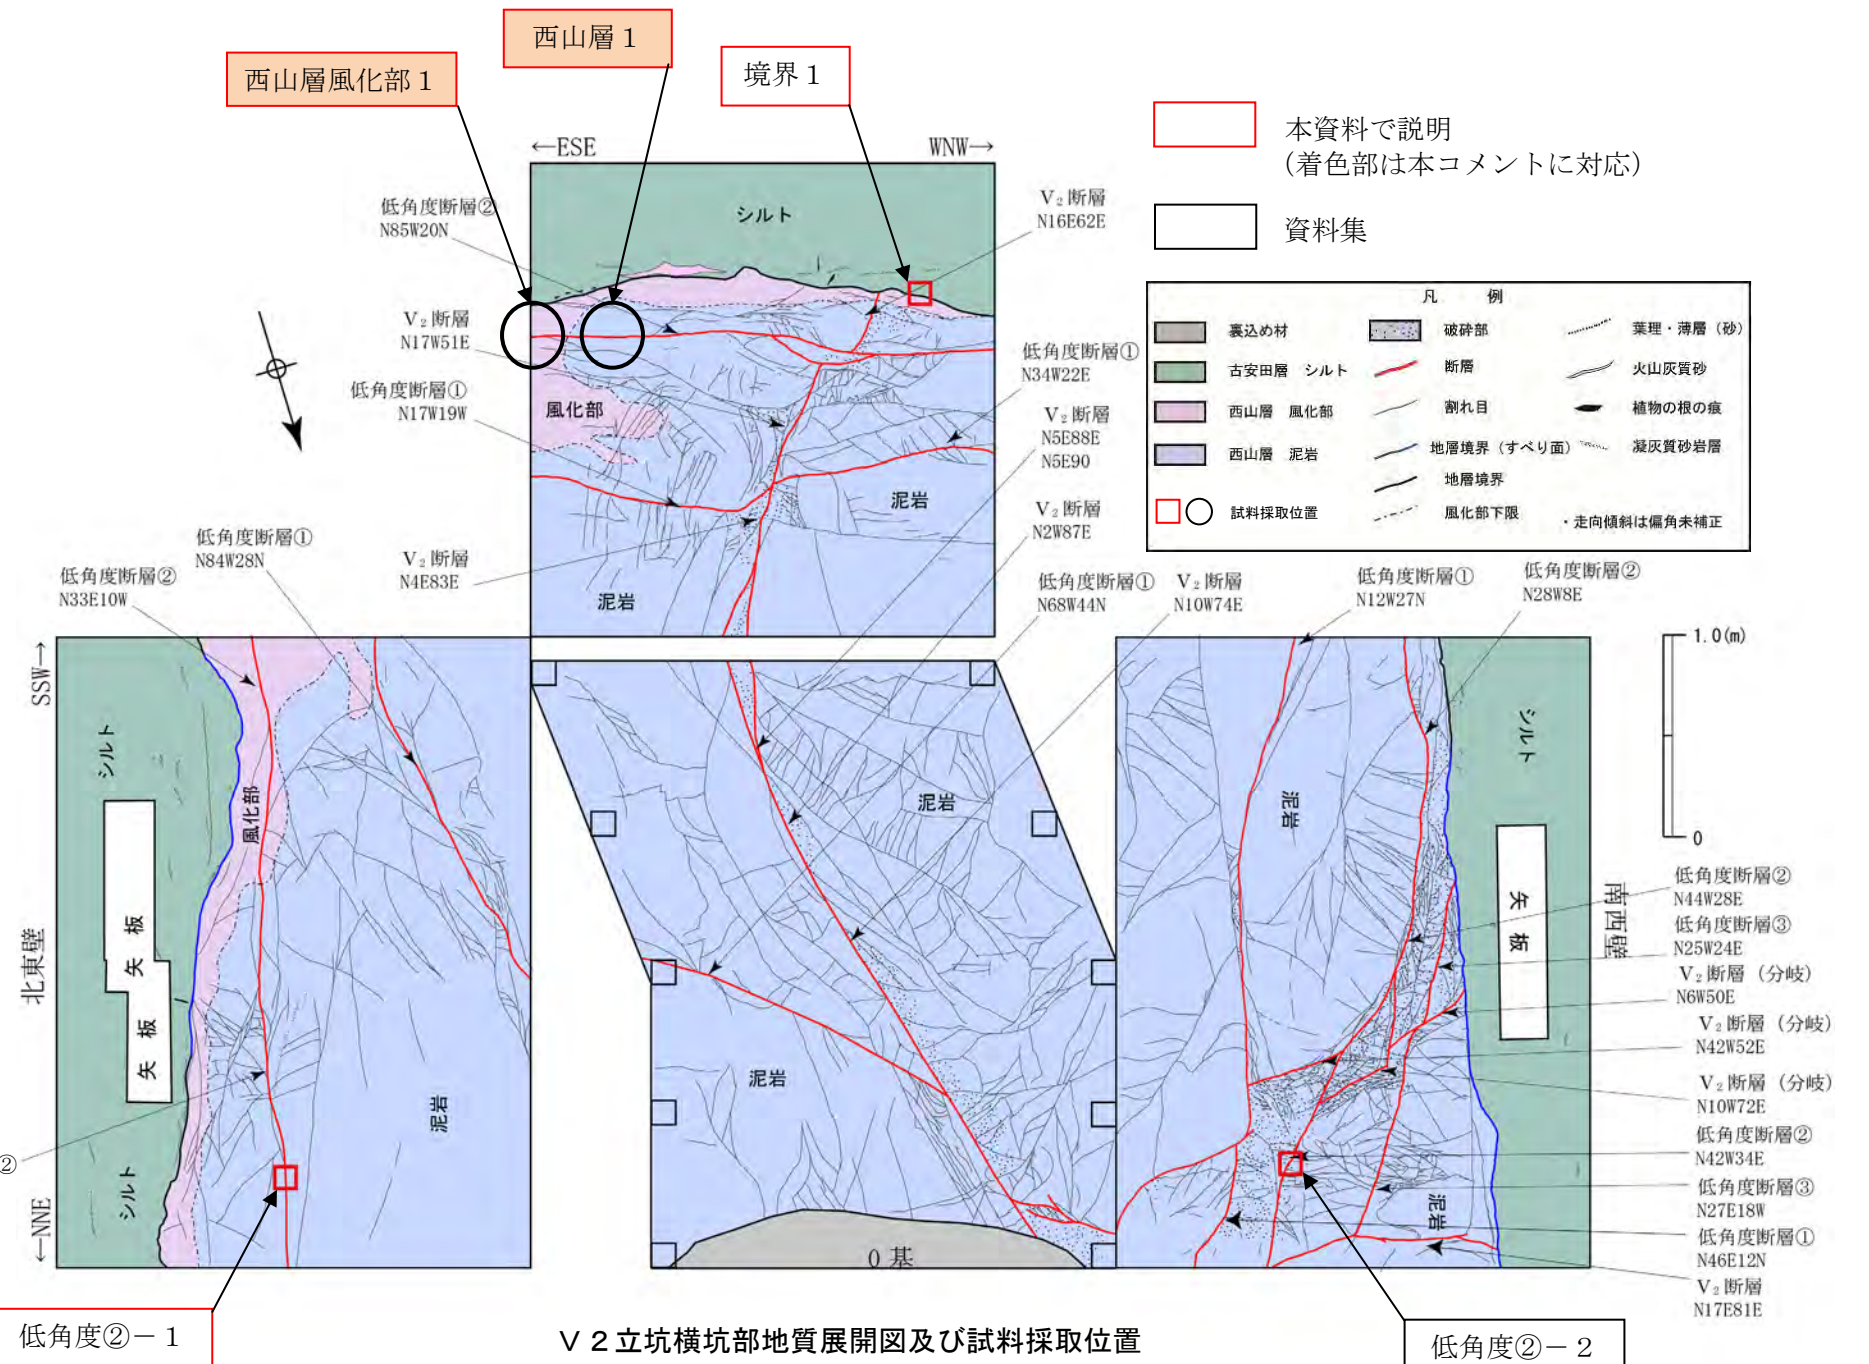 西山層１
西山層風化部１
境界１
本資料で説明
（着色部は本コメントに対応）
資料集
←ESE
WNW→
低角度断層②
N85W20N
シルト
V₂断層
N16E62E
V₂断層
N17W51E
低角度断層①
N17W19W
風化部
低角度断層①
N34W22E
V₂断層
N5E88E
N5E90
泥岩
V₂断層
N2W87E
V₂断層
N4E83E
泥岩
凡　例
裏込め材
古安田層　シルト
西山層　風化部
西山層　泥岩
試料採取位置
破砕部
断層
割れ目
地層境界（すべり面）
地層境界
風化部下限
葉理・薄層（砂）
火山灰質砂
植物の根の痕
凝灰質砂岩層
・走向傾斜は偏角未補正
低角度断層①
N84W28N
低角度断層②
N33E10W
低角度断層①
N68W44N
V₂断層
N10W74E
低角度断層①
N12W27N
低角度断層②
N28W8E
1.0(m)
0
SSW→
シルト
風化部
矢板
矢板
矢板
北東壁
泥岩
シルト
②
←NNE
泥岩
泥岩
0基
泥岩
シルト
矢板
南西壁
泥岩
低角度断層②
N44W28E
低角度断層③
N25W24E
V₂断層（分岐）
N6W50E
V₂断層（分岐）
N42W52E
V₂断層（分岐）
N10W72E
低角度断層②
N42W34E
低角度断層③
N27E18W
低角度断層①
N46E12N
V₂断層
N17E81E
低角度②－１
Ｖ２立坑横坑部地質展開図及び試料採取位置
低角度②－２